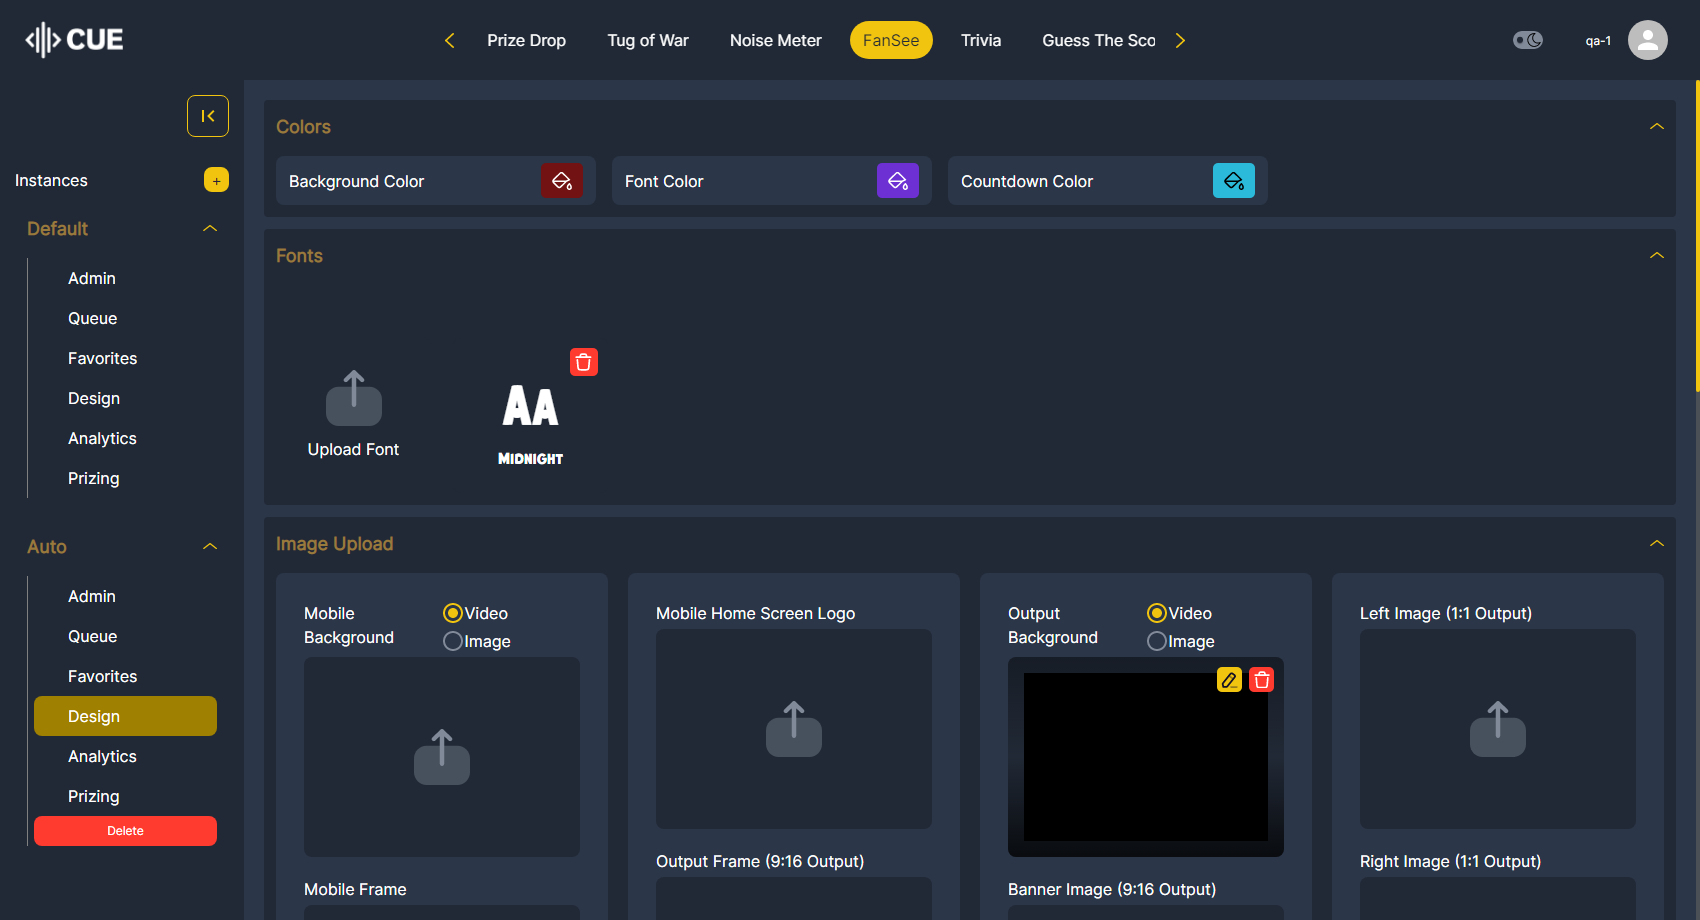 CUE
Prize Drop
Tug of War
Noise Meter
FanSee
Trivia
Guess The Sco
qa-1
Instances
+
Default
Admin
Queue
Favorites
Design
Analytics
Prizing
Auto
Admin
Queue
Favorites
Design
Analytics
Prizing
Delete
Colors
Background Color
Font Color
Countdown Color
Fonts
Upload Font
AA
MIDNIGHT
Image Upload
Mobile
Background
Video
Image
Mobile Home Screen Logo
Output
Background
Video
Image
Left Image (1:1 Output)
Mobile Frame
Output Frame (9:16 Output)
Banner Image (9:16 Output)
Right Image (1:1 Output)